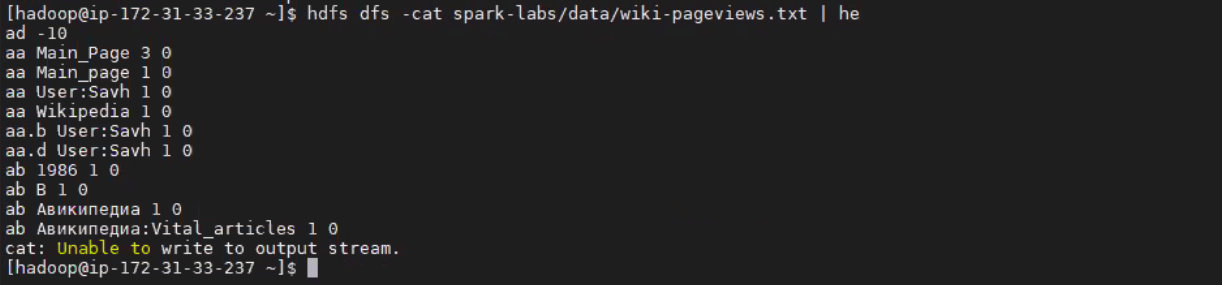 [hadoop@ip-172-31-33-237 ~]$ hdfs dfs -cat spark-labs/data/wiki-pageviews.txt | he
ad -10
aa Main_Page 3 0
aa Main_page 1 0
aa User:Savh 1 0
aa Wikipedia 1 0
aa.b User:Savh 1 0
aa.d User:Savh 1 0
ab 1986 1 0
ab B 1 0
ab Авикипедиа 1 0
ab Авикипедиа:Vital_articles 1 0
cat: Unable to write to output stream.
[hadoop@ip-172-31-33-237 ~]$